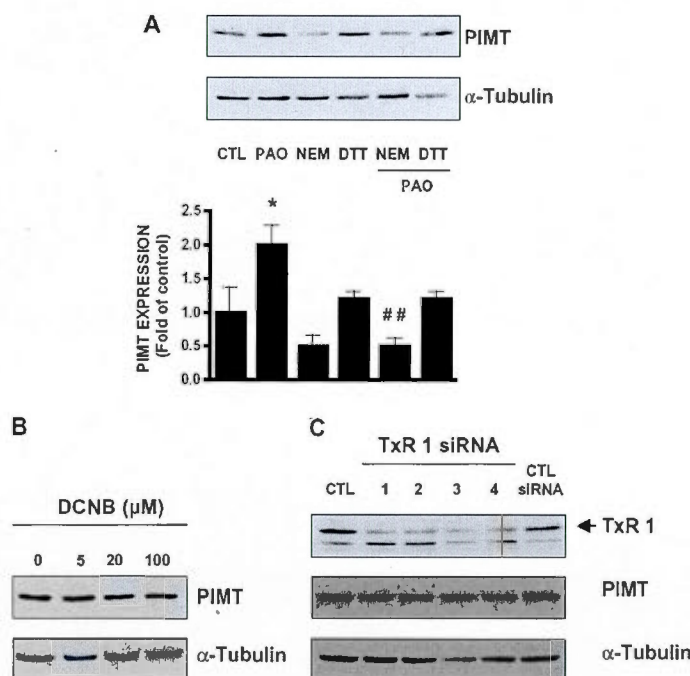 A
PIMT
α-Tubulin
CTL PAO NEM DTT NEM DTT
PAO
PIMT EXPRESSION
(Fold of control)
2.5
2.0
1.5
1.0
0.5
0.0
*
##
B
DCNB (µM)
0 5 20 100
PIMT
α-Tubulin
C
TxR 1 siRNA
CTL 1 2 3 4 CTL siRNA
TxR 1
PIMT
α-Tubulin